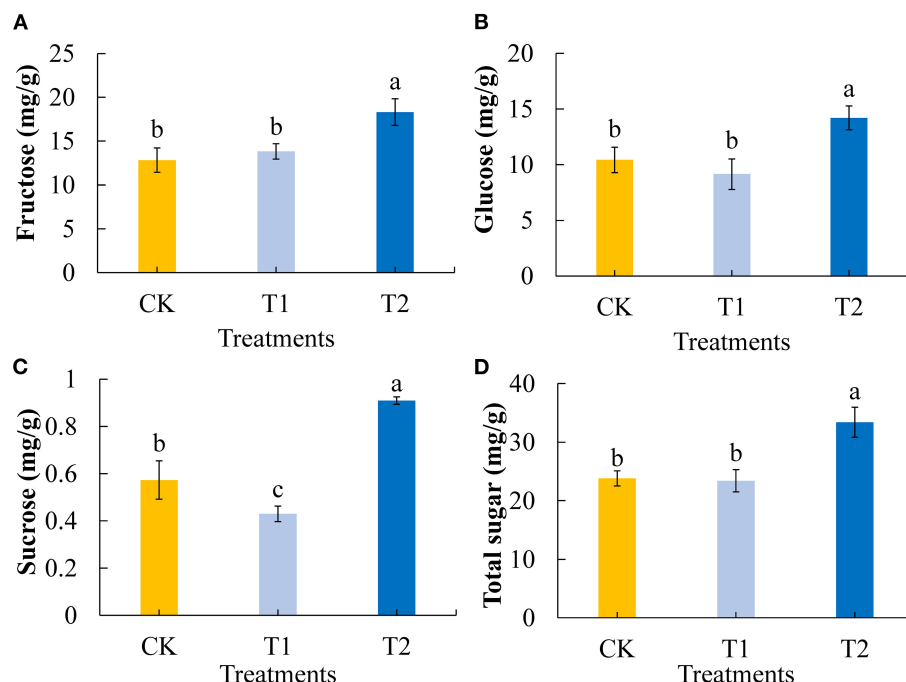 A
Fructose (mg/g)
25
20
15
10
5
0
b
b
a
CK
T1
T2
Treatments
B
Glucose (mg/g)
20
15
10
5
0
b
b
a
CK
T1
T2
Treatments
C
Sucrose (mg/g)
1
0.8
0.6
0.4
0.2
0
b
c
a
CK
T1
T2
Treatments
D
Total sugar (mg/g)
40
30
20
10
0
b
b
a
CK
T1
T2
Treatments